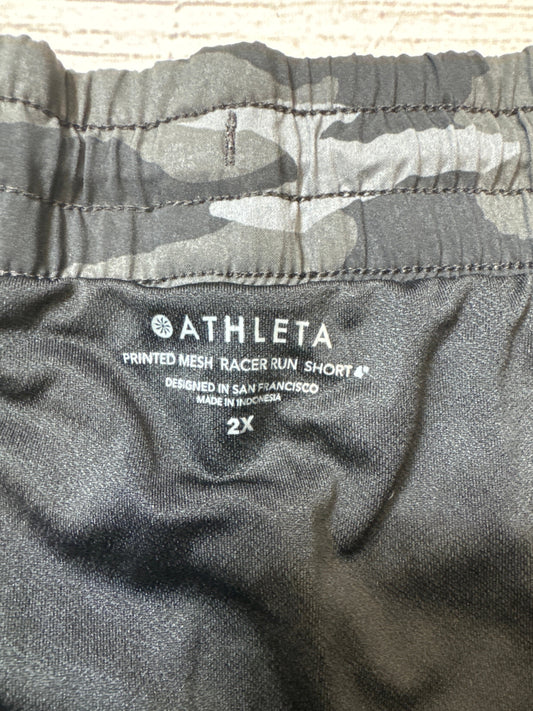 ATHLETA
PRINTED MESH RACER RUN SHORT 4"
DESIGNED IN SAN FRANCISCO
MADE IN INDONESIA
2X